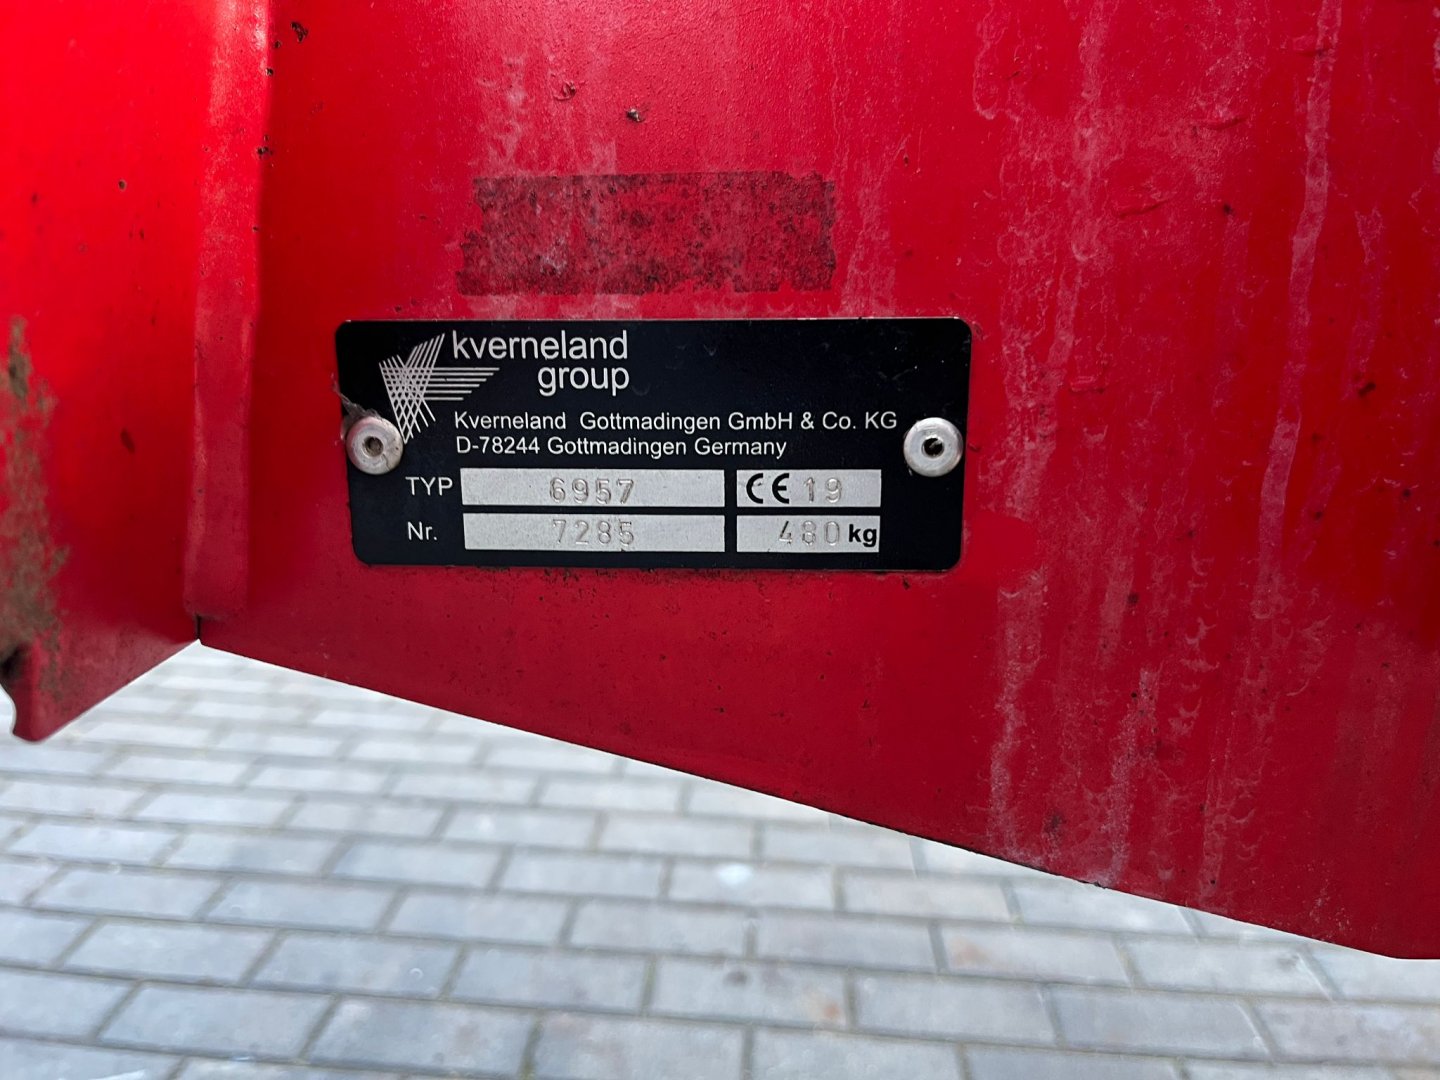 kverneland
group
Kverneland Gottmadingen GmbH & Co. KG
D-78244 Gottmadingen Germany
TYP 6957 CE 19
Nr. 7285 480 kg